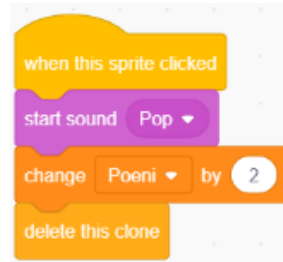 when this sprite clicked
start sound Pop
change Poeni by 2
delete this clone